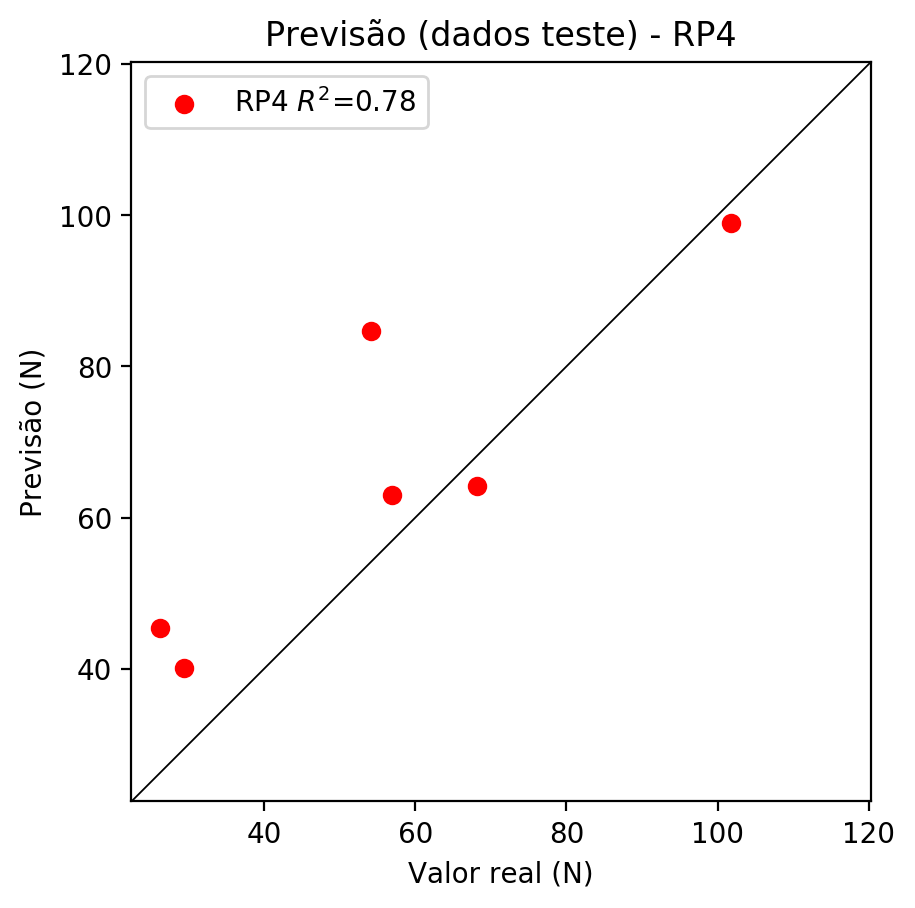 Previsão (dados teste) - RP4
RP4 R²=0.78
120
100
80
60
40
Previsão (N)
40 60 80 100 120
Valor real (N)